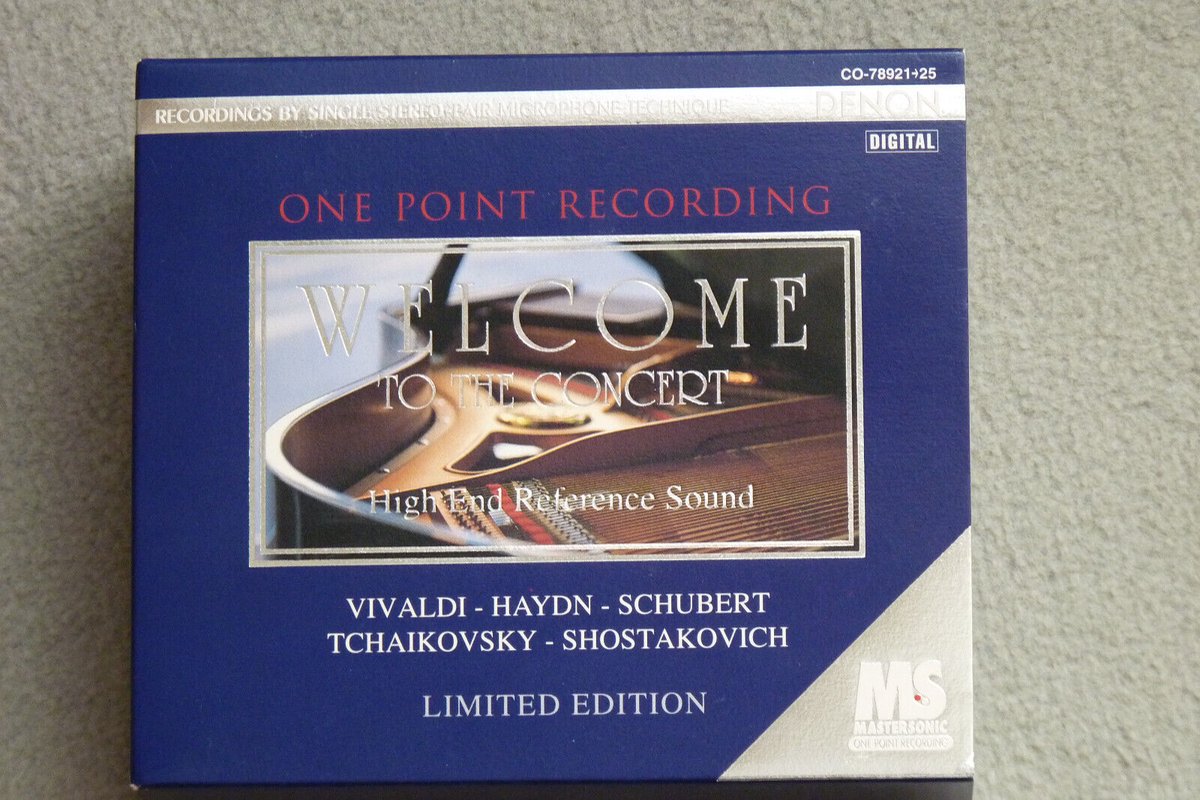 CO-78921→25
RECORDINGS BY SINGLE STEREO PAIR MICROPHONE TECHNIQUE
DENON
DIGITAL
ONE POINT RECORDING
WELCOME
TO THE CONCERT
High End Reference Sound
VIVALDI - HAYDN - SCHUBERT
TCHAIKOVSKY - SHOSTAKOVICH
LIMITED EDITION
MS
MASTERSONIC
ONE POINT RECORDING